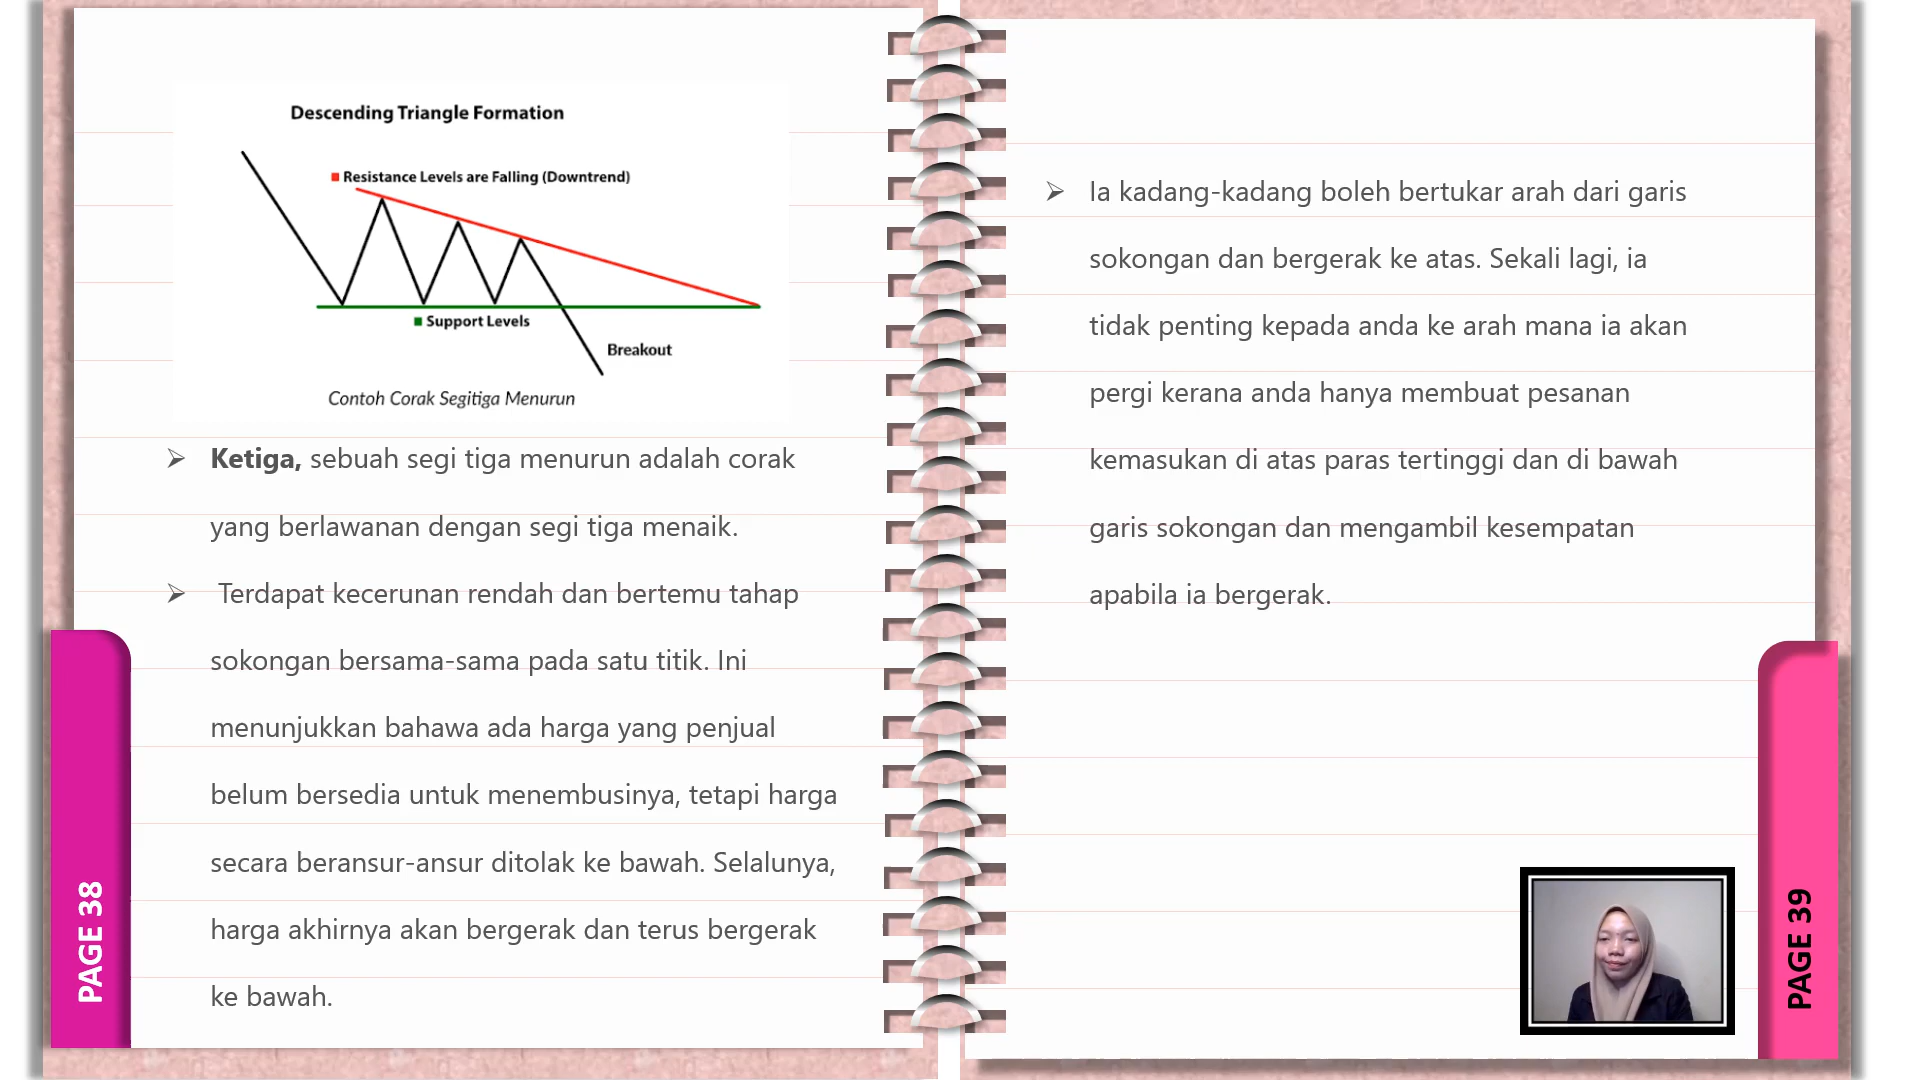 Descending Triangle Formation
Resistance Levels are Falling (Downtrend)
Support Levels
Breakout
Contoh Corak Segitiga Menurun
➢ Ketiga, sebuah segi tiga menurun adalah corak
yang berlawanan dengan segi tiga menaik.
➢ Terdapat kecerunan rendah dan bertemu tahap
sokongan bersama-sama pada satu titik. Ini
menunjukkan bahawa ada harga yang penjual
belum bersedia untuk menembusinya, tetapi harga
secara beransur-ansur ditolak ke bawah. Selalunya,
harga akhirnya akan bergerak dan terus bergerak
ke bawah.
PAGE 38
➢ Ia kadang-kadang boleh bertukar arah dari garis
sokongan dan bergerak ke atas. Sekali lagi, ia
tidak penting kepada anda ke arah mana ia akan
pergi kerana anda hanya membuat pesanan
kemasukan di atas paras tertinggi dan di bawah
garis sokongan dan mengambil kesempatan
apabila ia bergerak.
PAGE 39